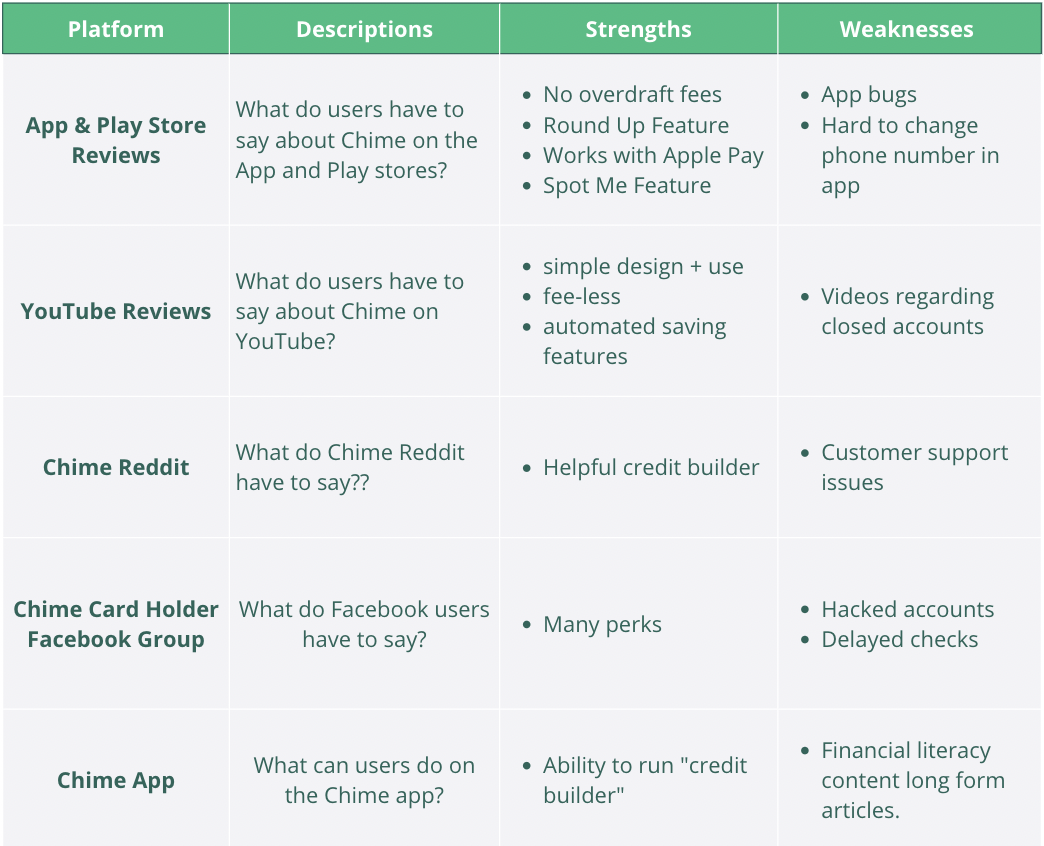 Platform
Descriptions
Strengths
Weaknesses
App & Play Store
Reviews
What do users have to
say about Chime on the
App and Play stores?
• No overdraft fees
• Round Up Feature
• Works with Apple Pay
• Spot Me Feature
• App bugs
• Hard to change
phone number in
app
YouTube Reviews
What do users have to
say about Chime on
YouTube?
• simple design + use
• fee-less
• automated saving
features
• Videos regarding
closed accounts
Chime Reddit
What do Chime Reddit
have to say??
• Helpful credit builder
• Customer support
issues
Chime Card Holder
Facebook Group
What do Facebook users
have to say?
• Many perks
• Hacked accounts
• Delayed checks
Chime App
What can users do on
the Chime app?
• Ability to run "credit
builder"
• Financial literacy
content long form
articles.